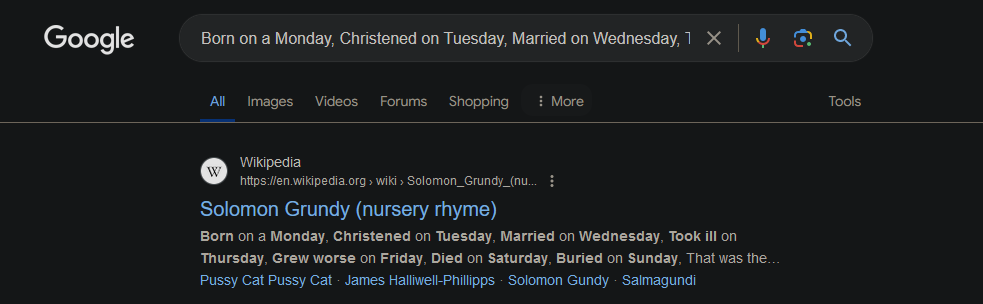 Google
Born on a Monday, Christened on Tuesday, Married on Wednesday, T
All Images Videos Forums Shopping More Tools
W
Wikipedia
https://en.wikipedia.org › wiki › Solomon_Grundy_(nu...
Solomon Grundy (nursery rhyme)
Born on a Monday, Christened on Tuesday, Married on Wednesday, Took ill on
Thursday, Grew worse on Friday, Died on Saturday, Buried on Sunday, That was the...
Pussy Cat Pussy Cat · James Halliwell-Phillipps · Solomon Gundy · Salmagundi